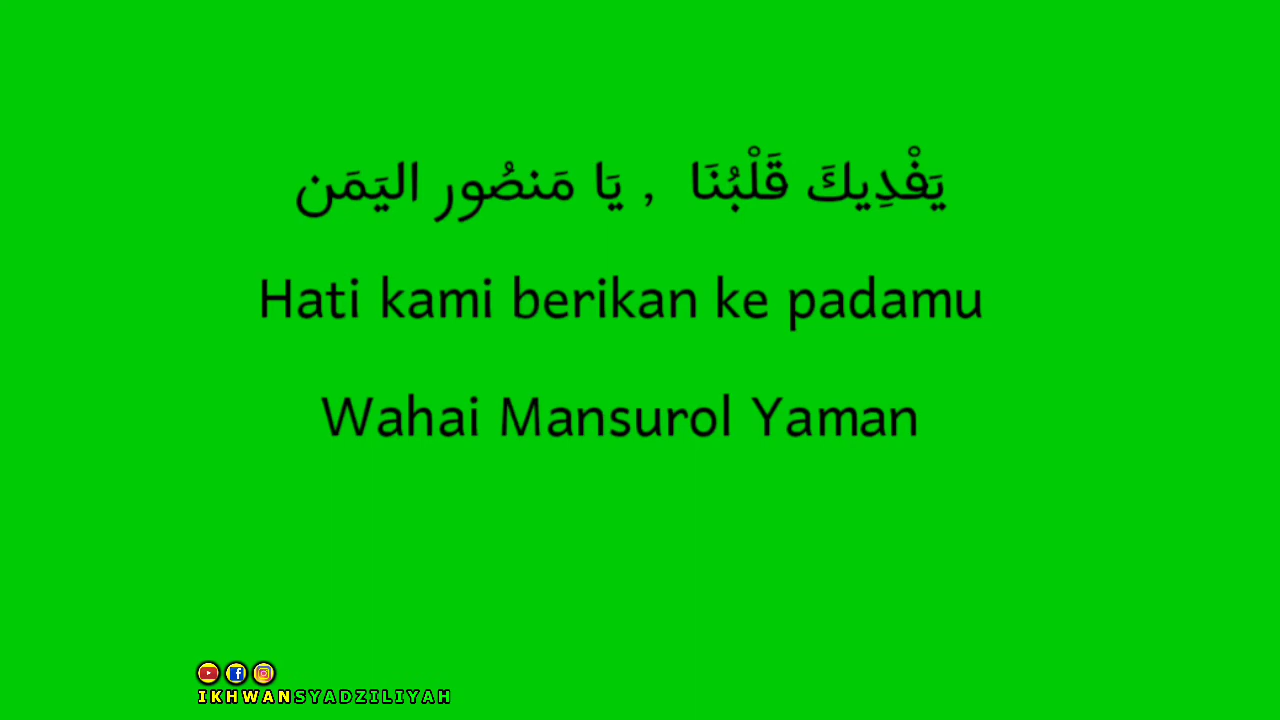 يَفْدِيكَ قَلْبُنَا , يَا مَنصُور اليَمَن
Hati kami berikan ke padamu
Wahai Mansurol Yaman
IKHWANSYADZILIYAH